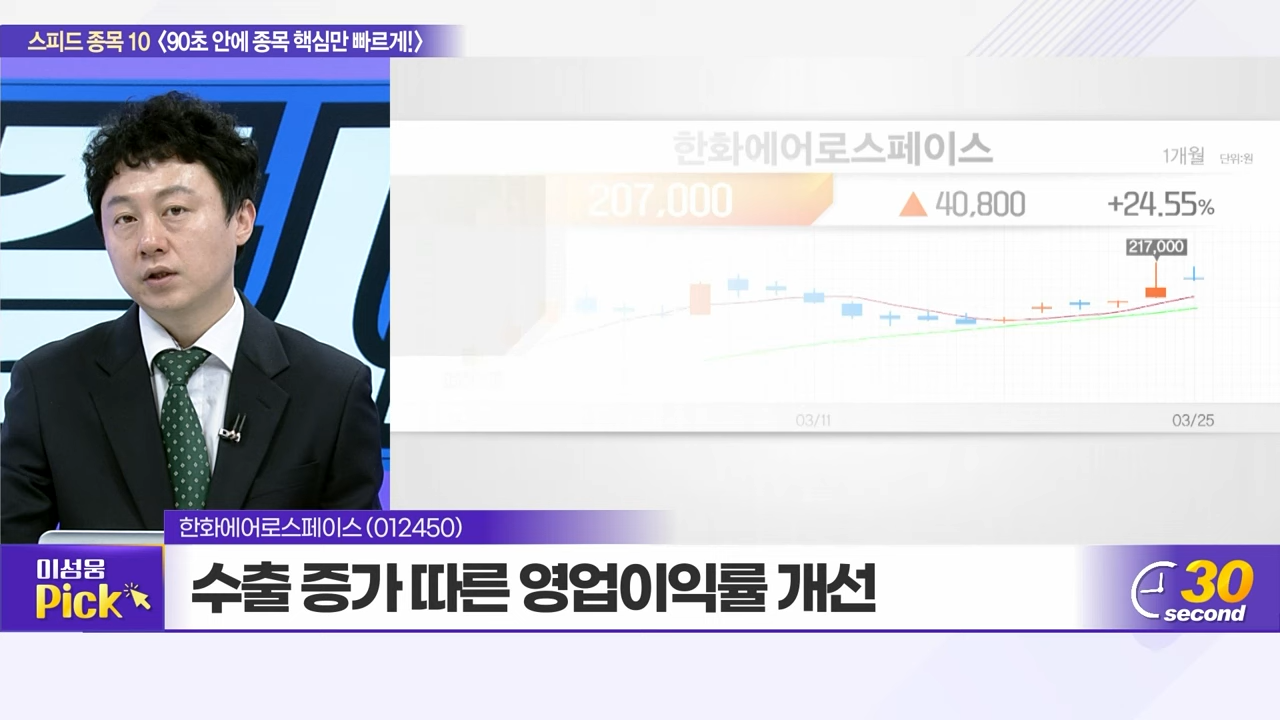 스피드 종목 10 〈90초 안에 종목 핵심만 빠르게!〉
한화에어로스페이스
1개월 단위:원
207,000 ▲ 40,800 +24.55%
217,000
03/11 03/25
한화에어로스페이스 (012450)
이성웅
Pick
수출 증가 따른 영업이익률 개선
30
second